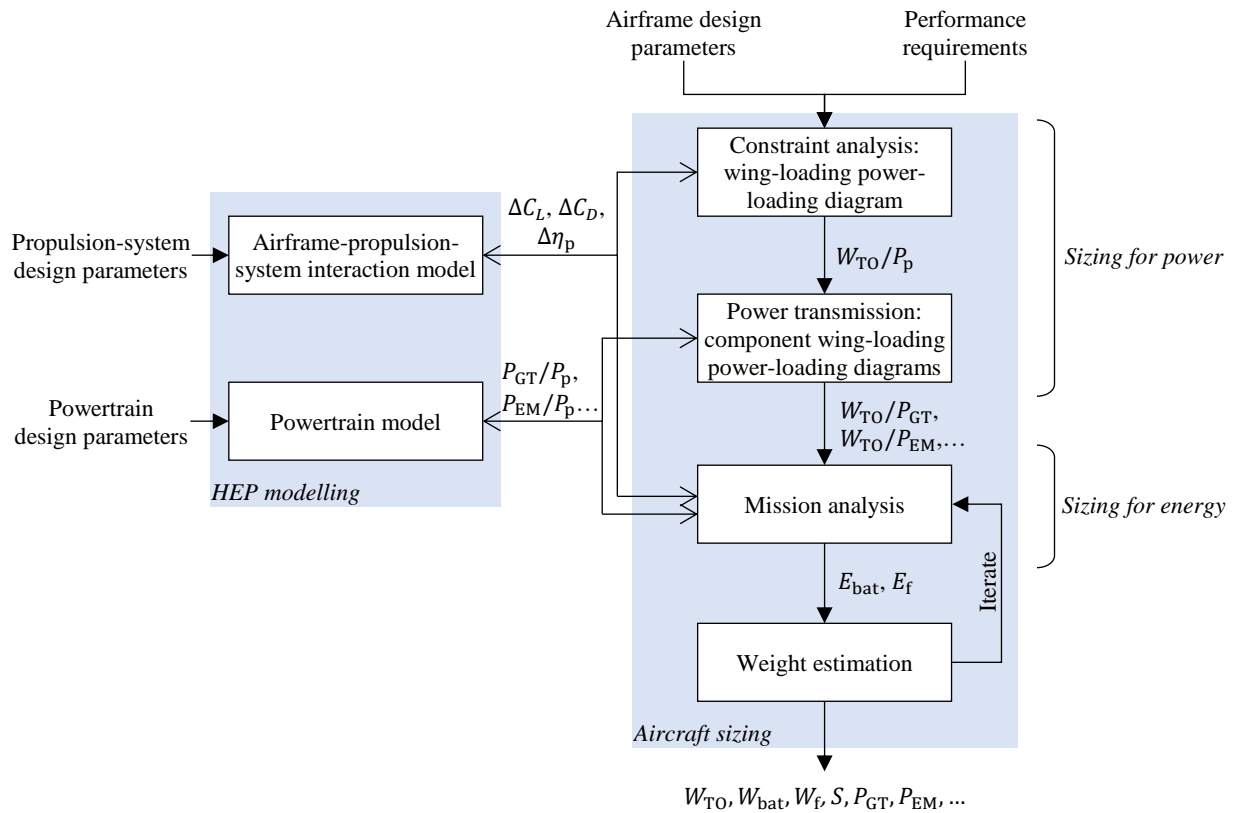 Airframe design
parameters
Performance
requirements
Constraint analysis:
wing-loading power-
loading diagram
Propulsion-system
design parameters
Airframe-propulsion-
system interaction model
Δ𝐶_L, Δ𝐶_D,
Δ𝜂_p
𝑊_TO/𝑃_p
Sizing for power
Power transmission:
component wing-loading
power-loading diagrams
Powertrain
design parameters
Powertrain model
𝑃_GT/𝑃_p,
𝑃_EM/𝑃_p…
HEP modelling
𝑊_TO/𝑃_GT,
𝑊_TO/𝑃_EM,…
Mission analysis
Sizing for energy
𝐸_bat, 𝐸_f
Iterate
Weight estimation
Aircraft sizing
𝑊_TO, 𝑊_bat, 𝑊_f, 𝑆, 𝑃_GT, 𝑃_EM, …